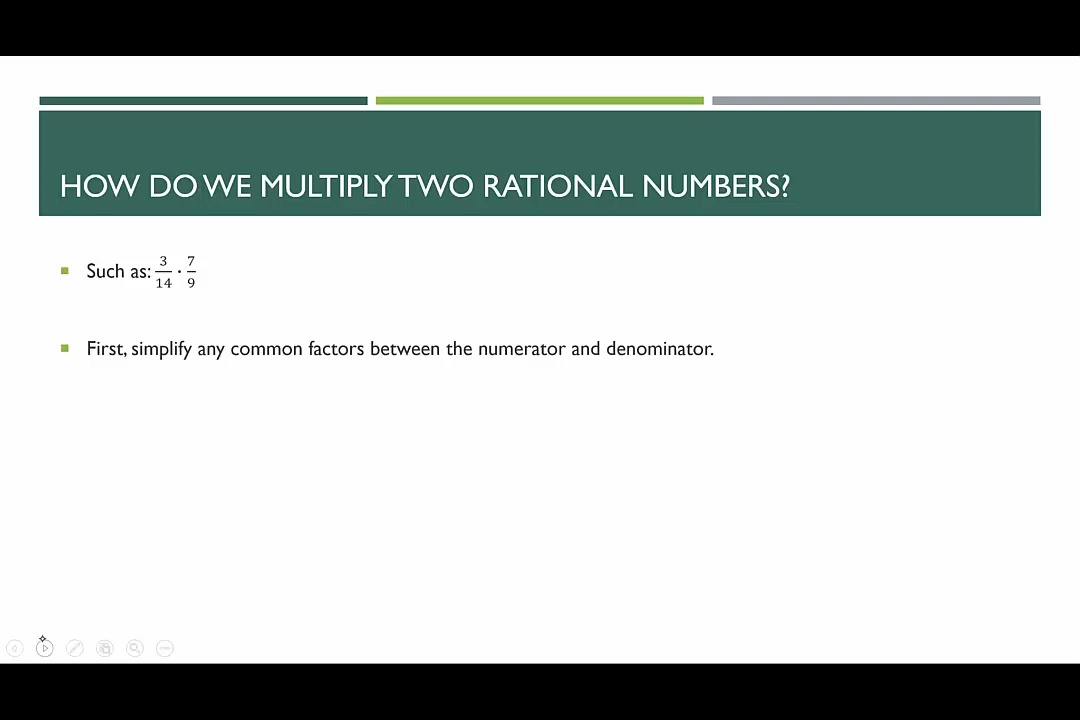 HOW DO WE MULTIPLY TWO RATIONAL NUMBERS?
Such as: 3/14 · 7/9
First, simplify any common factors between the numerator and denominator.